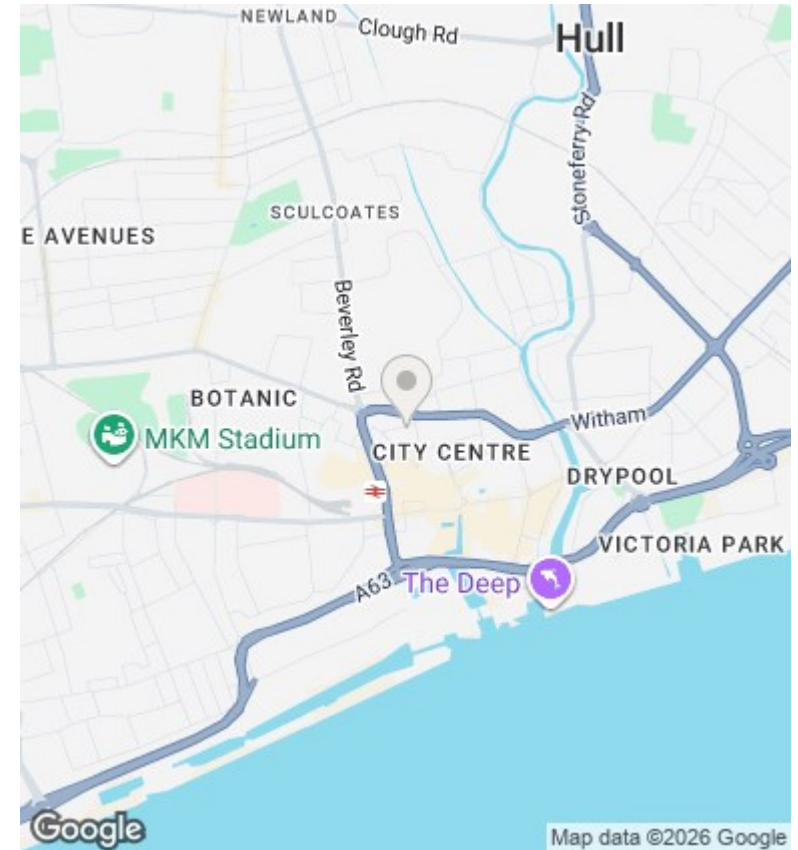 NEWLAND
Clough Rd
Hull
Stoneferry Rd
SCULCOATES
E AVENUES
Beverley Rd
BOTANIC
MKM Stadium
Witham
CITY CENTRE
DRYPOOL
VICTORIA PARK
A63
The Deep
Google
Map data ©2026 Google